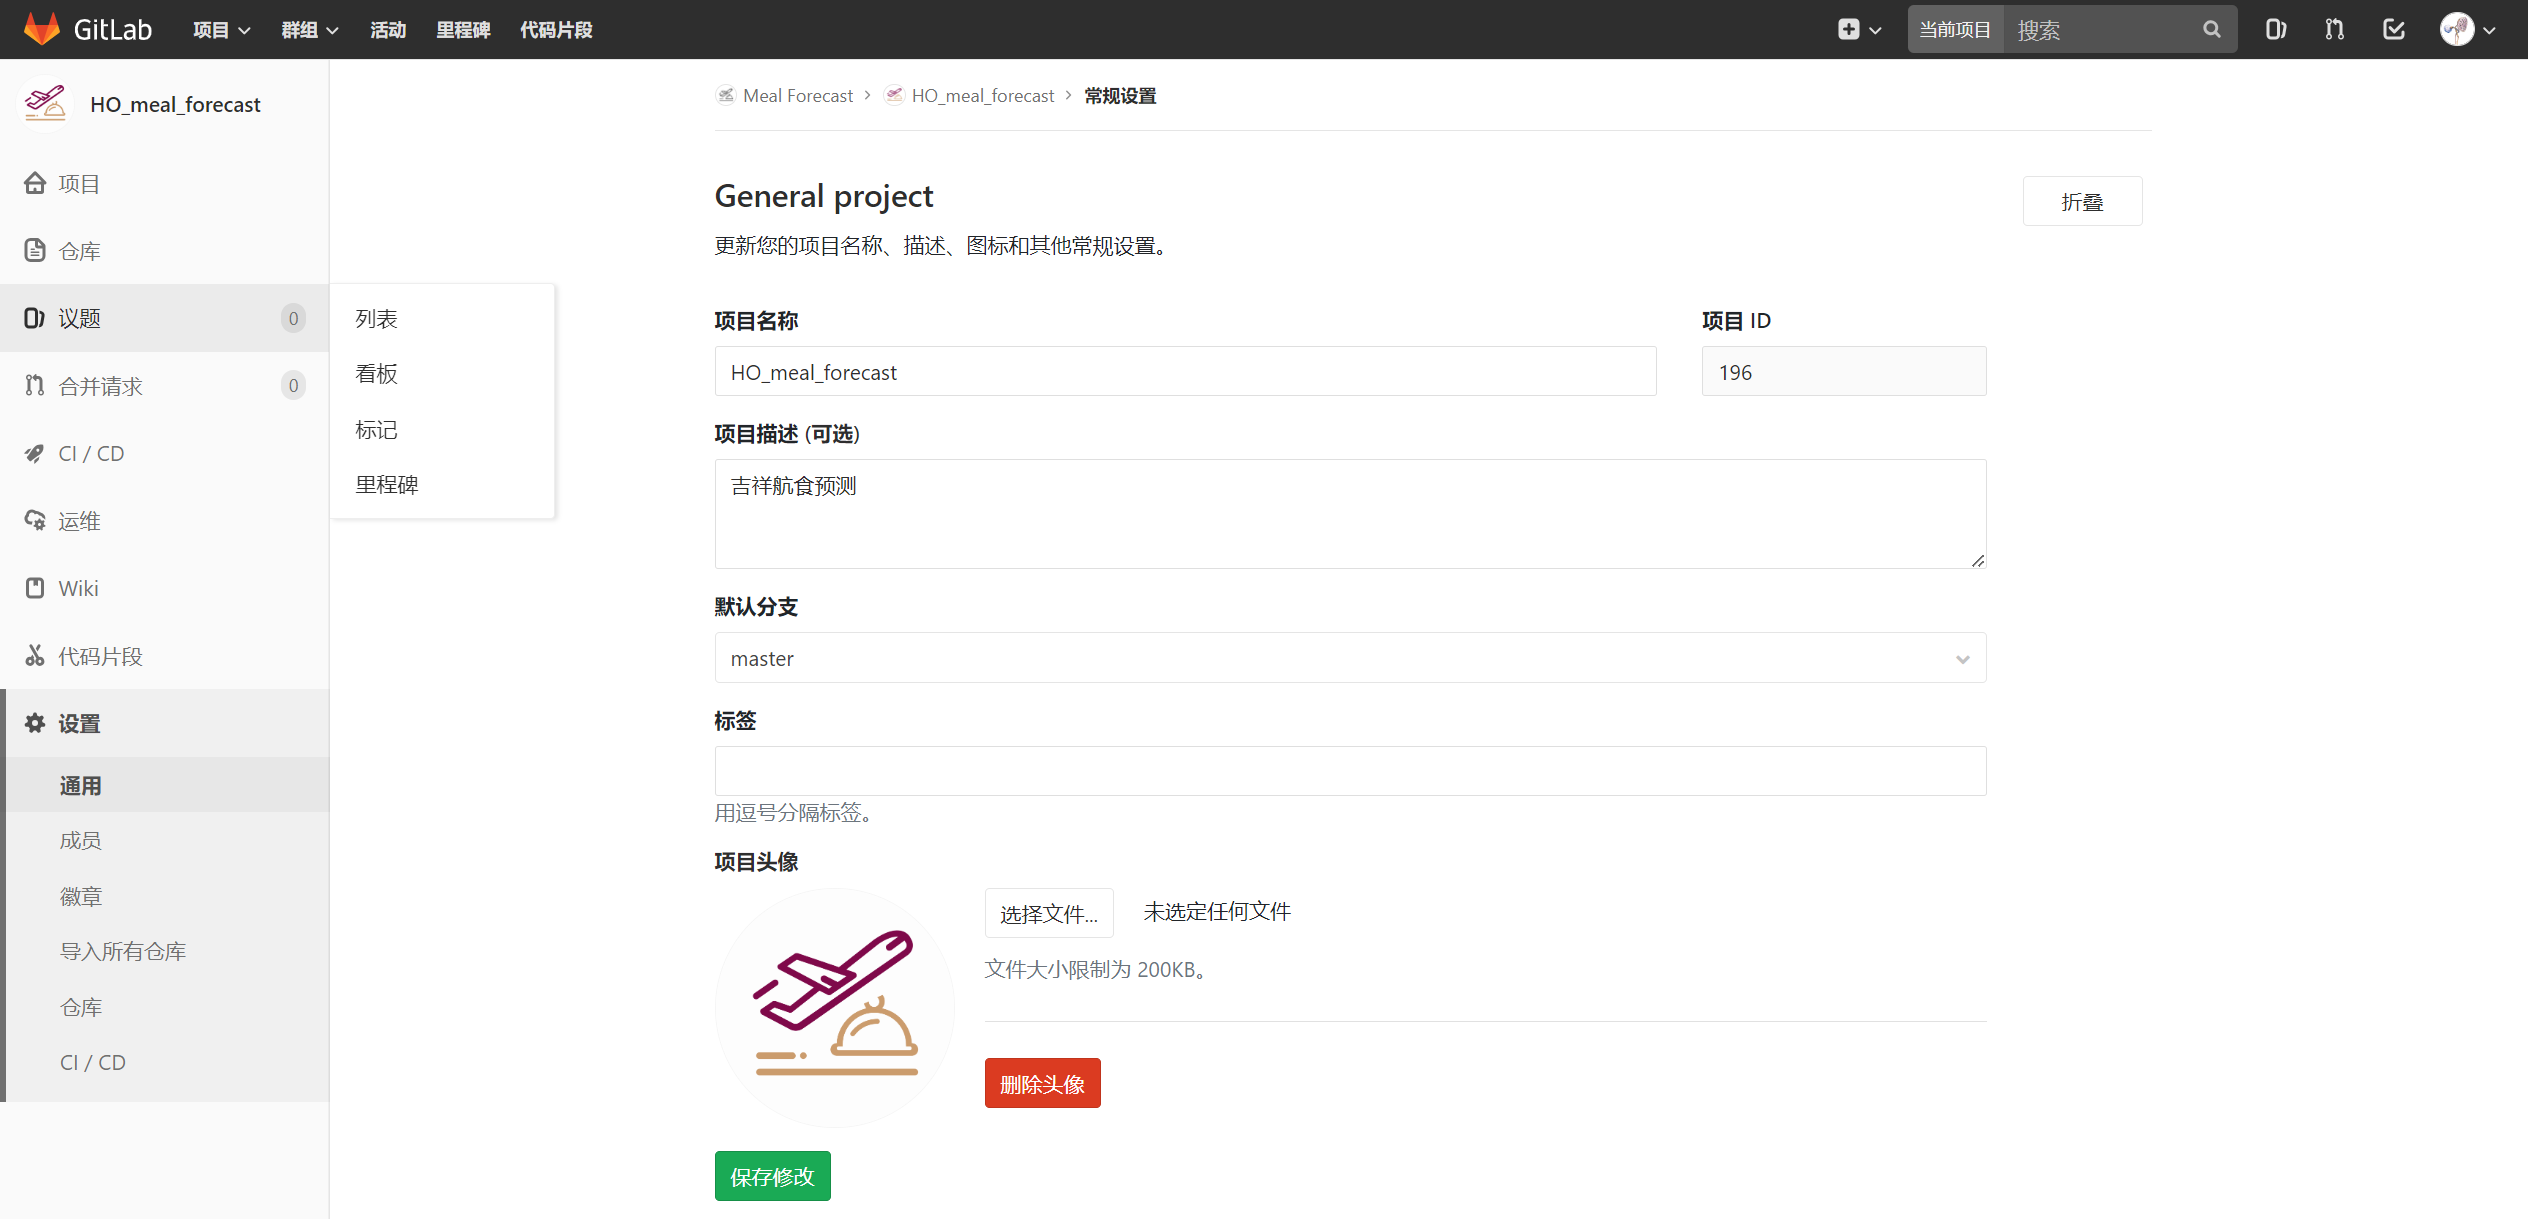 GitLab 项目 群组 活动 里程碑 代码片段 当前项目 搜索
HO_meal_forecast
项目
仓库
议题 0
合并请求 0
CI / CD
运维
Wiki
代码片段
设置
通用
成员
徽章
导入所有仓库
仓库
CI / CD
列表
看板
标记
里程碑
Meal Forecast > HO_meal_forecast > 常规设置
General project
折叠
更新您的项目名称、描述、图标和其他常规设置。
项目名称 项目 ID
HO_meal_forecast 196
项目描述 (可选)
吉祥航食预测
默认分支
master
标签
用逗号分隔标签。
项目头像
选择文件... 未选定任何文件
文件大小限制为 200KB。
删除头像
保存修改